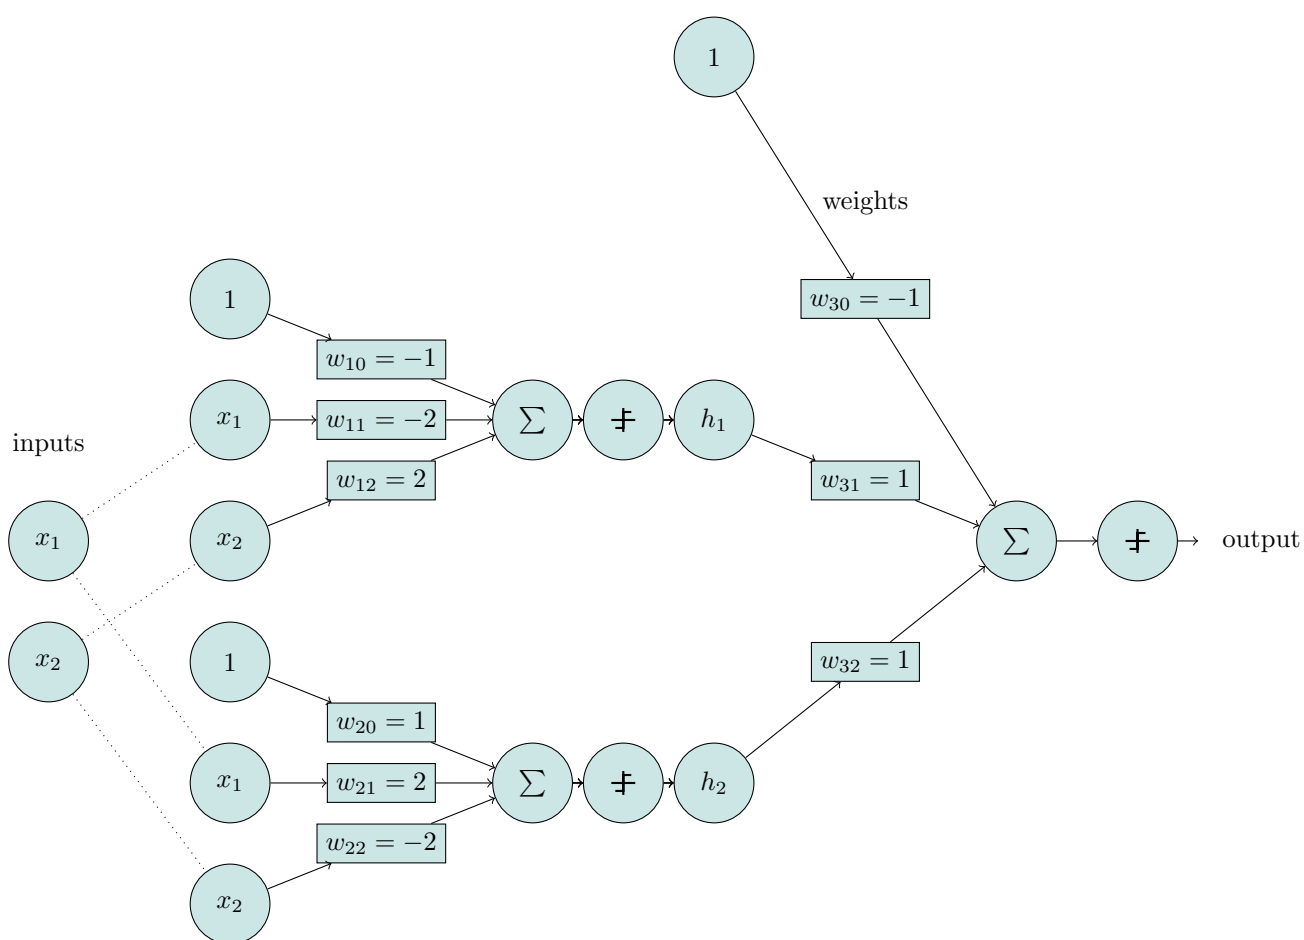 1
weights
1
w₃₀ = −1
w₁₀ = −1
x₁
w₁₁ = −2
∑
h₁
inputs
w₁₂ = 2
w₃₁ = 1
x₁
x₂
∑
output
x₂
1
w₃₂ = 1
w₂₀ = 1
x₁
w₂₁ = 2
∑
h₂
w₂₂ = −2
x₂